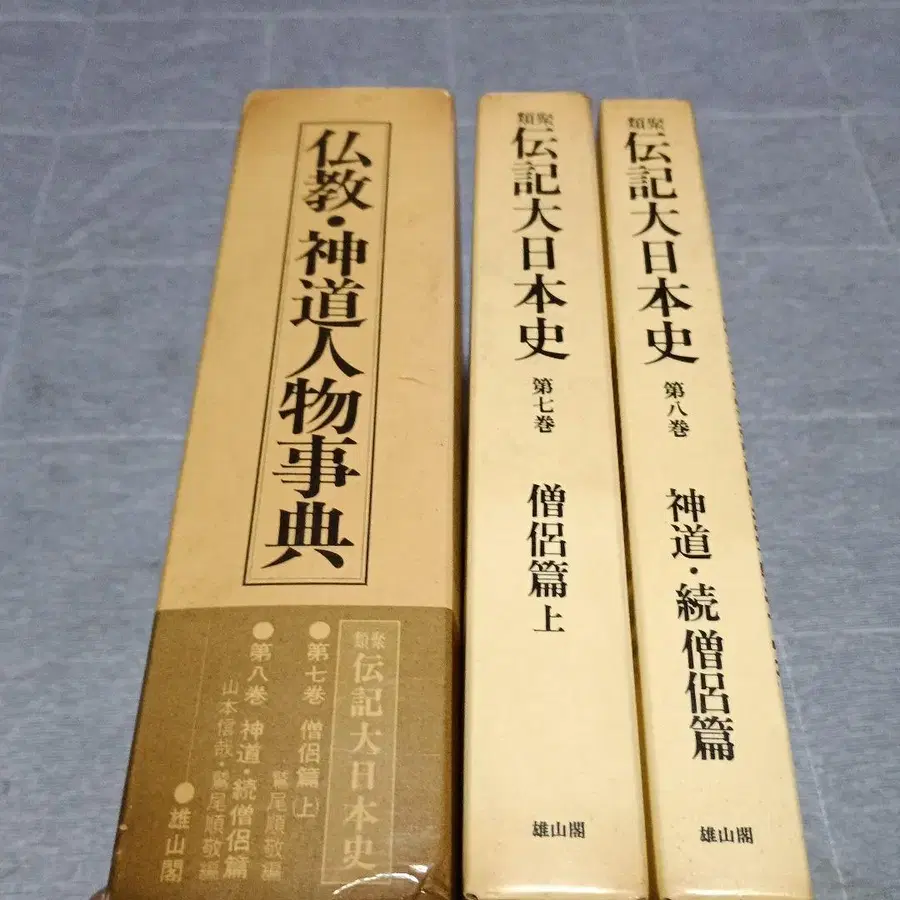 仏教・神道人物事典
類聚
伝記大日本史
●第七巻 僧侶篇(上)
鷲尾順敬編
●第八巻 神道・続僧侶篇
山本信哉・鷲尾順敬編
●雄山閣
類聚
伝記大日本史
第七巻
僧侶篇上
雄山閣
類聚
伝記大日本史
第八巻
神道・続僧侶篇
雄山閣